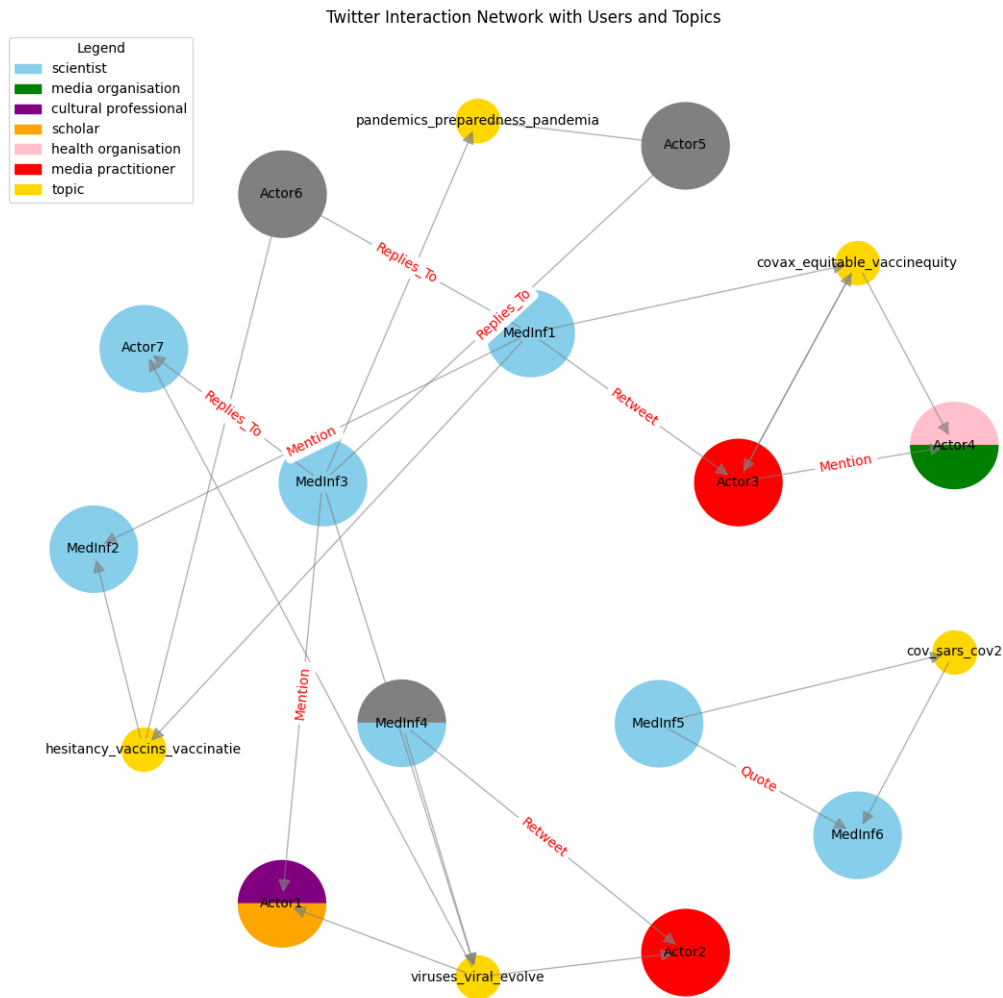 Twitter Interaction Network with Users and Topics
Legend
scientist
media organisation
cultural professional
scholar
health organisation
media practitioner
topic
pandemics_preparedness_pandemia
Actor5
Actor6
Replies_To
covax_equitable_vaccinequity
Replies_To
MedInf1
Actor7
Replies_To
Retweet
Mention
Actor4
Mention
MedInf3
Actor3
MedInf2
cov_sars_cov2
Mention
MedInf4
MedInf5
hesitancy_vaccins_vaccinatie
Quote
Retweet
MedInf6
Actor1
Actor2
viruses_viral_evolve